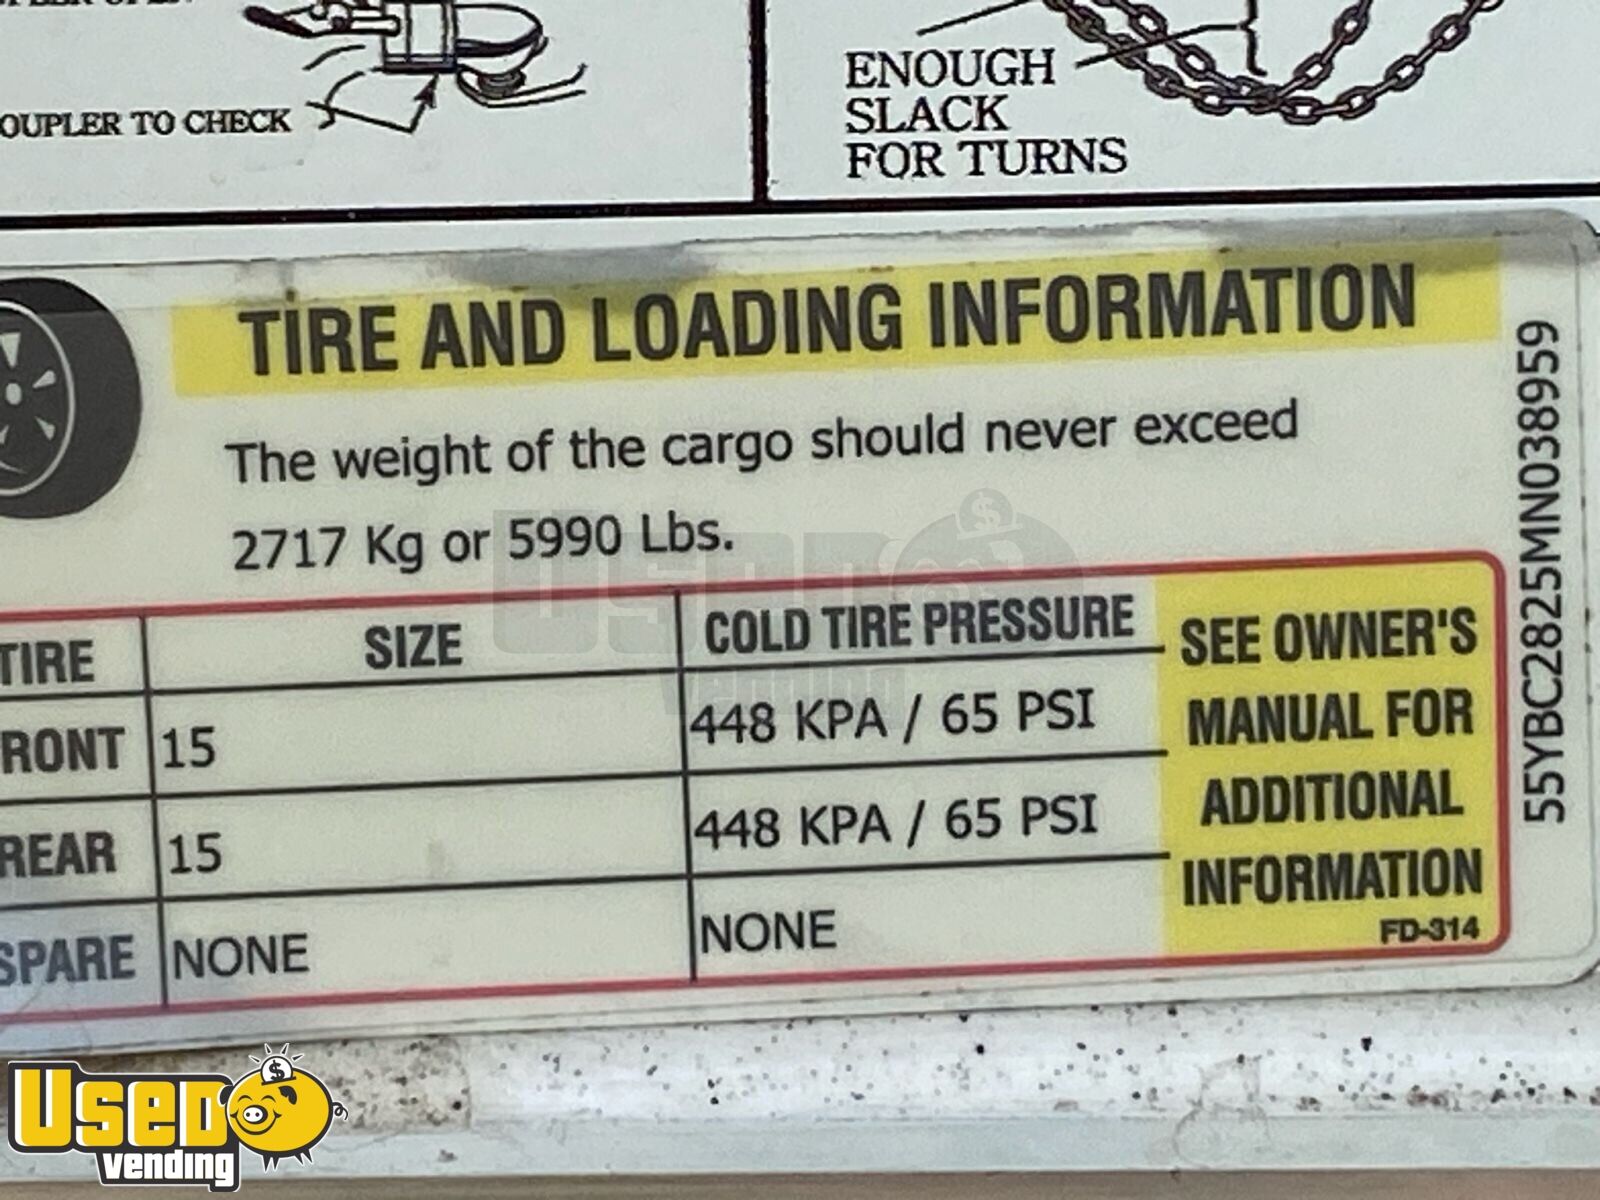 OUPLER TO CHECK
ENOUGH
SLACK
FOR TURNS
TIRE AND LOADING INFORMATION
The weight of the cargo should never exceed
2717 Kg or 5990 Lbs.
TIRE SIZE COLD TIRE PRESSURE
RONT 15 448 KPA / 65 PSI
REAR 15 448 KPA / 65 PSI
SPARE NONE NONE
SEE OWNER'S
MANUAL FOR
ADDITIONAL
INFORMATION
FD-314
55YBC2825MN038959
USED
vending
USED
vending